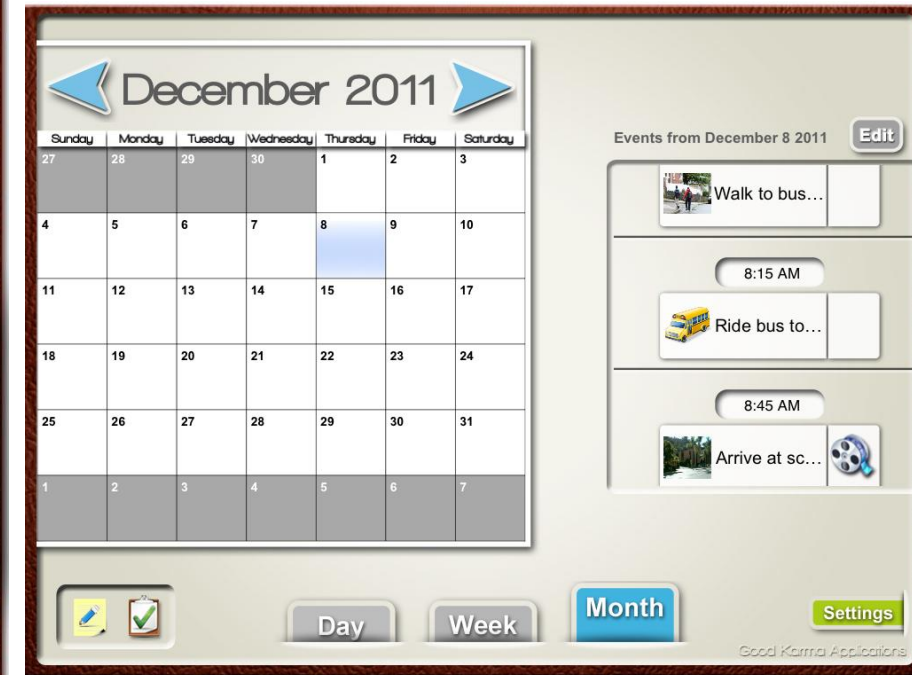 December 2011
Sunday Monday Tuesday Wednesday Thursday Friday Saturday
27 28 29 30 1 2 3
4 5 6 7 8 9 10
11 12 13 14 15 16 17
18 19 20 21 22 23 24
25 26 27 28 29 30 31
1 2 3 4 5 6 7
Events from December 8 2011 Edit
Walk to bus...
8:15 AM
Ride bus to...
8:45 AM
Arrive at sc...
Day Week Month
Settings
Good Karma Applications